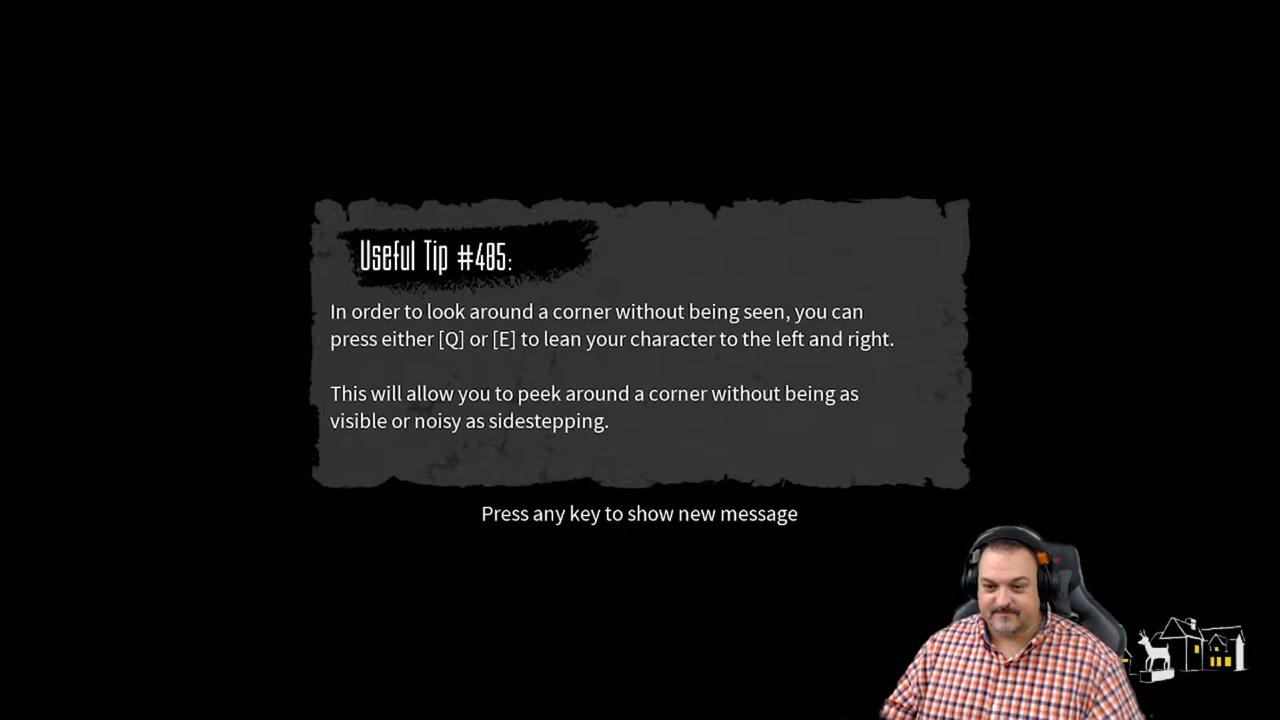 Useful Tip #485:
In order to look around a corner without being seen, you can
press either [Q] or [E] to lean your character to the left and right.
This will allow you to peek around a corner without being as
visible or noisy as sidestepping.
Press any key to show new message